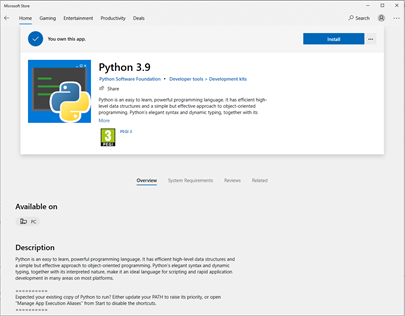 Microsoft Store
Home Gaming Entertainment Productivity Deals
Search
You own this app.
Install
Python 3.9
Python Software Foundation • Developer tools > Development kits
Share
Python is an easy to learn, powerful programming language. It has efficient high-
level data structures and a simple but effective approach to object-oriented
programming. Python's elegant syntax and dynamic typing, together with its
More
3
PEGI
PEGI 3
Overview System Requirements Reviews Related
Available on
PC
Description
Python is an easy to learn, powerful programming language. It has efficient high-level data structures and
a simple but effective approach to object-oriented programming. Python's elegant syntax and dynamic
typing, together with its interpreted nature, make it an ideal language for scripting and rapid application
development in many areas on most platforms.
==========
Expected your existing copy of Python to run? Either update your PATH to raise its priority, or open
"Manage App Execution Aliases" from Start to disable the shortcuts.
==========